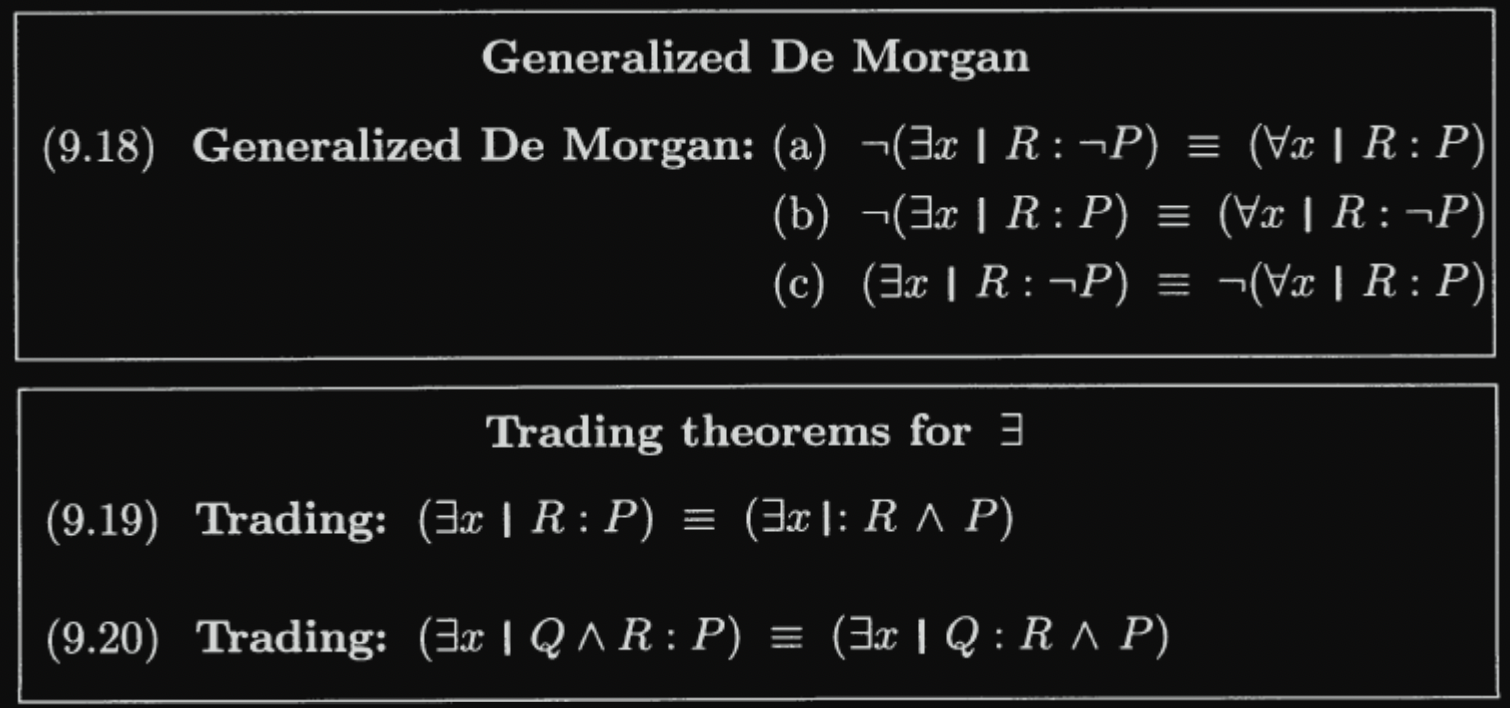 Generalized De Morgan
(9.18) Generalized De Morgan: (a) ¬(∃x | R : ¬P) ≡ (∀x | R : P)
(b) ¬(∃x | R : P) ≡ (∀x | R : ¬P)
(c) (∃x | R : ¬P) ≡ ¬(∀x | R : P)
Trading theorems for ∃
(9.19) Trading: (∃x | R : P) ≡ (∃x |: R ∧ P)
(9.20) Trading: (∃x | Q ∧ R : P) ≡ (∃x | Q : R ∧ P)